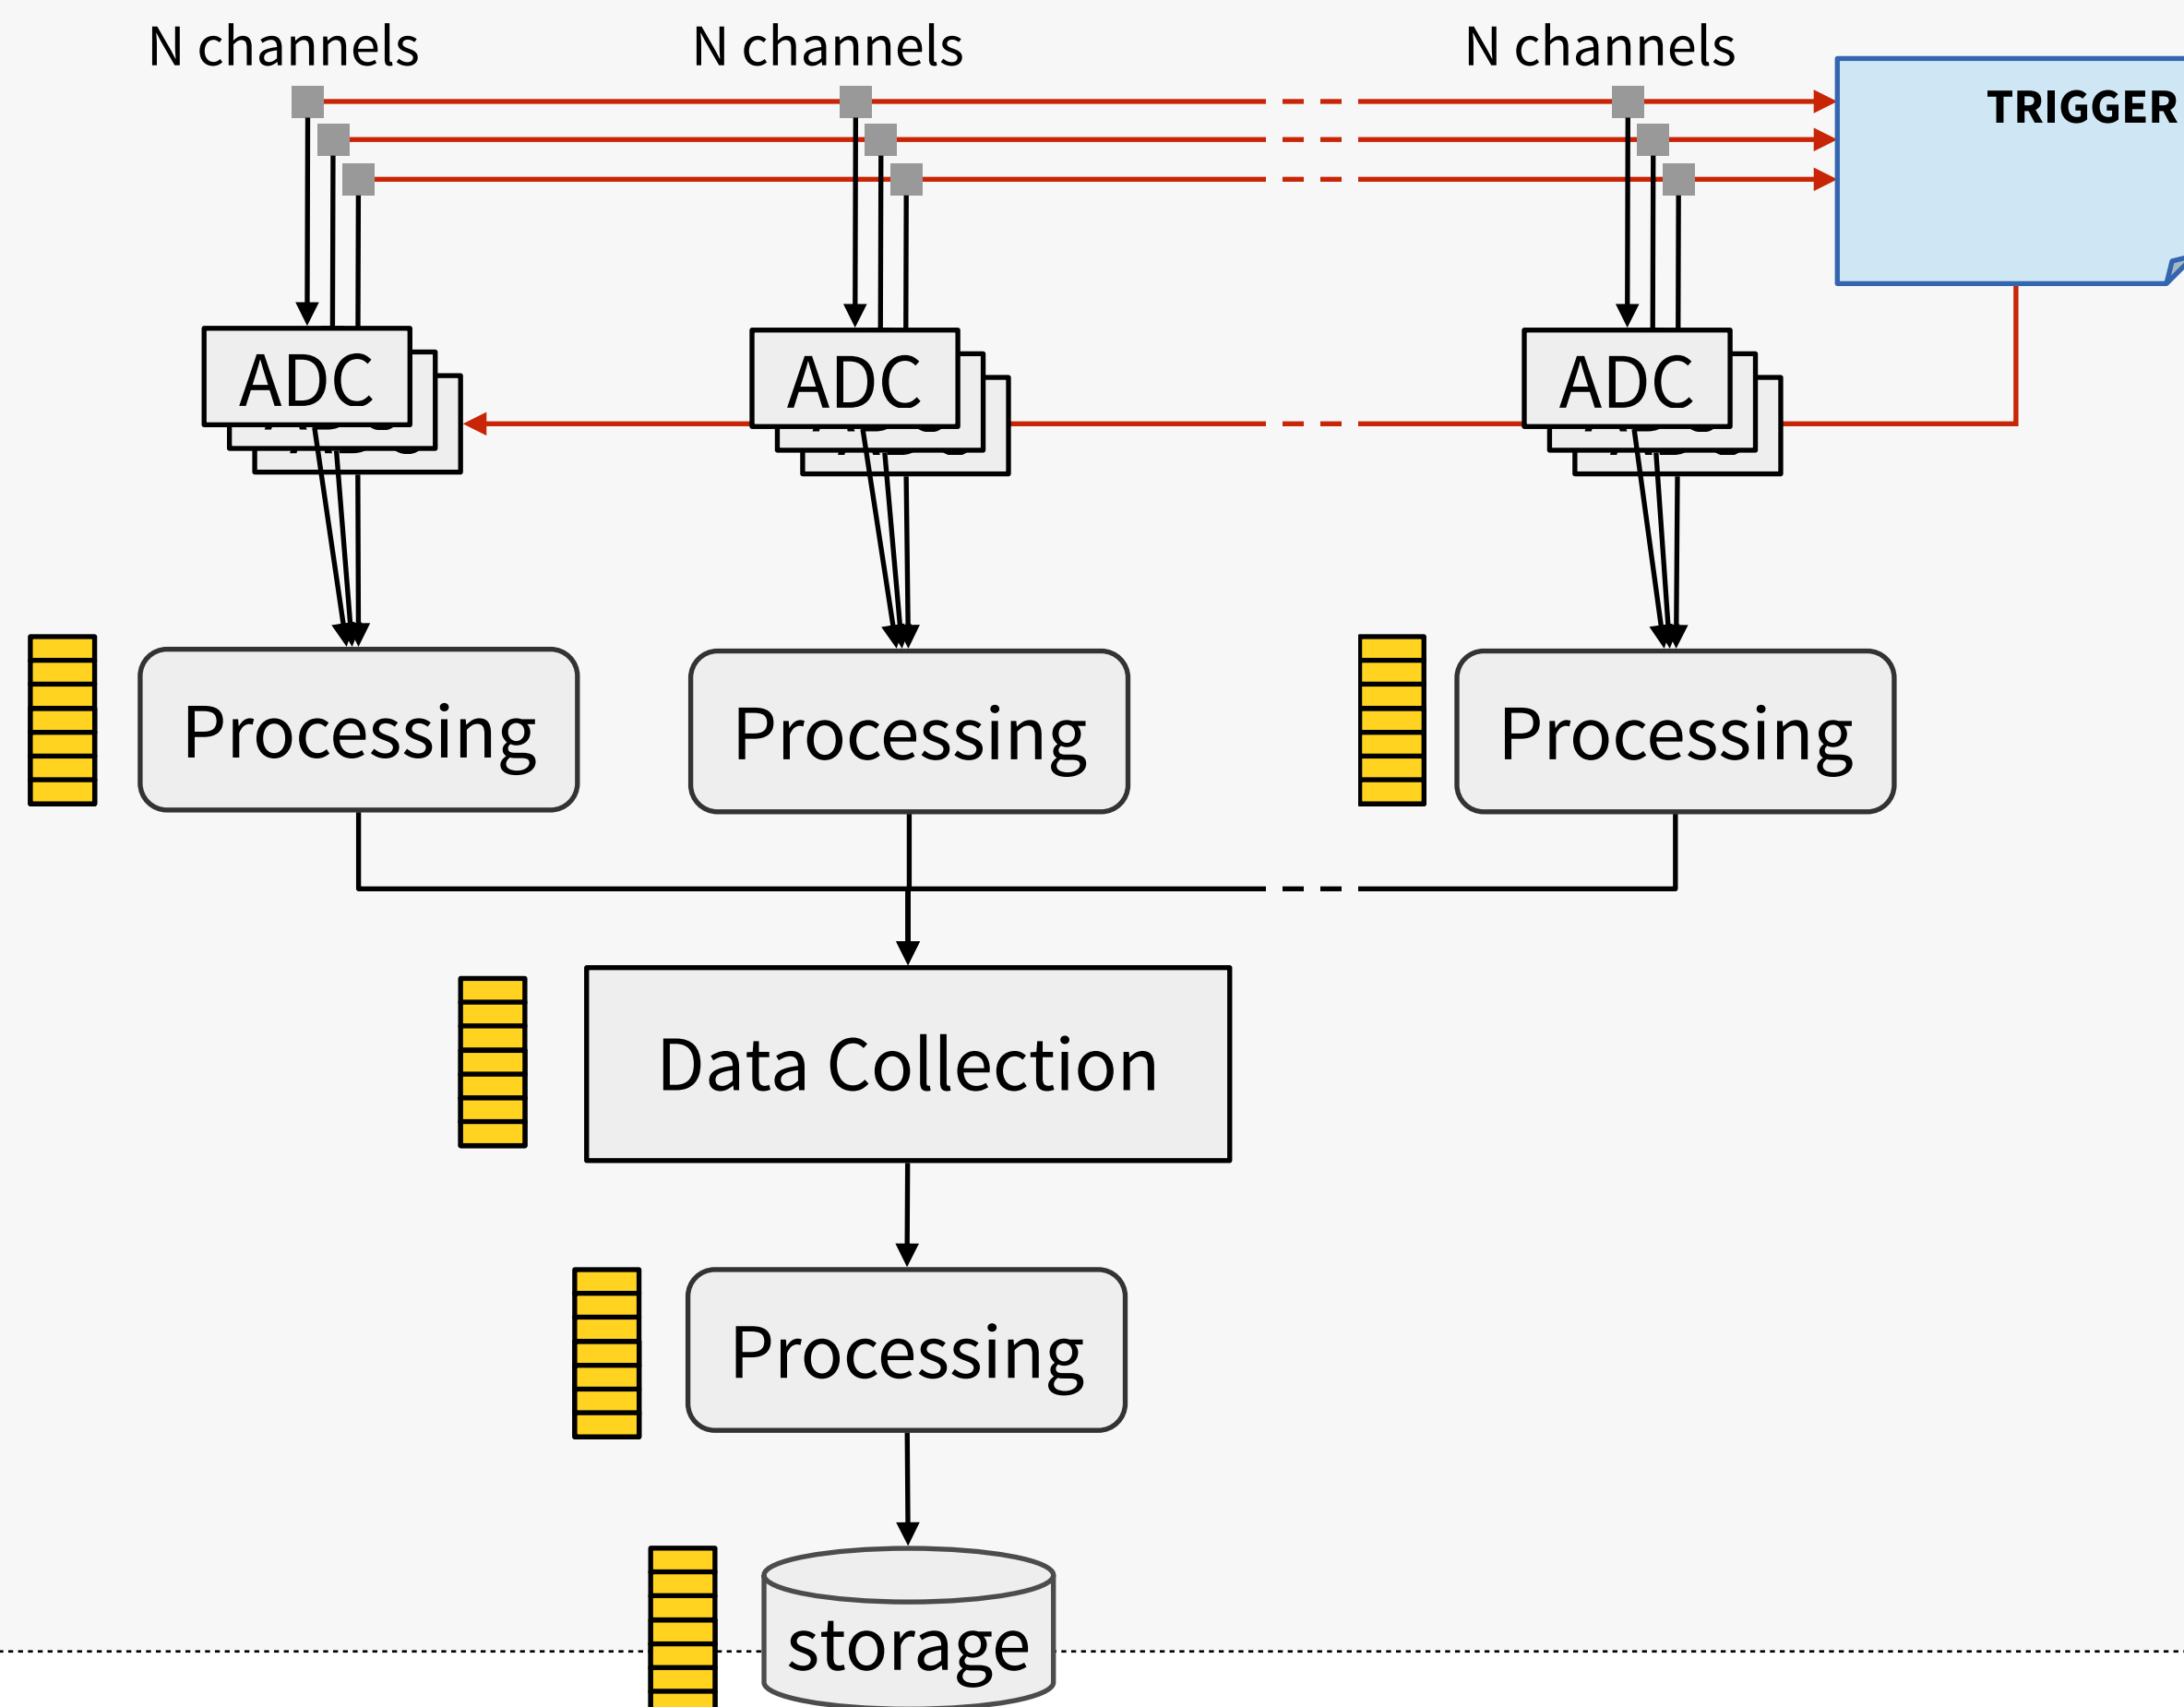 N channels
N channels
N channels
TRIGGER
ADC
ADC
ADC
Processing
Processing
Processing
Data Collection
Processing
storage